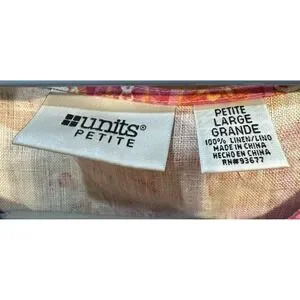 units®
PETITE
PETITE
LARGE
GRANDE
100% LINEN/LINO
MADE IN CHINA
HECHO EN CHINA
RN#93677